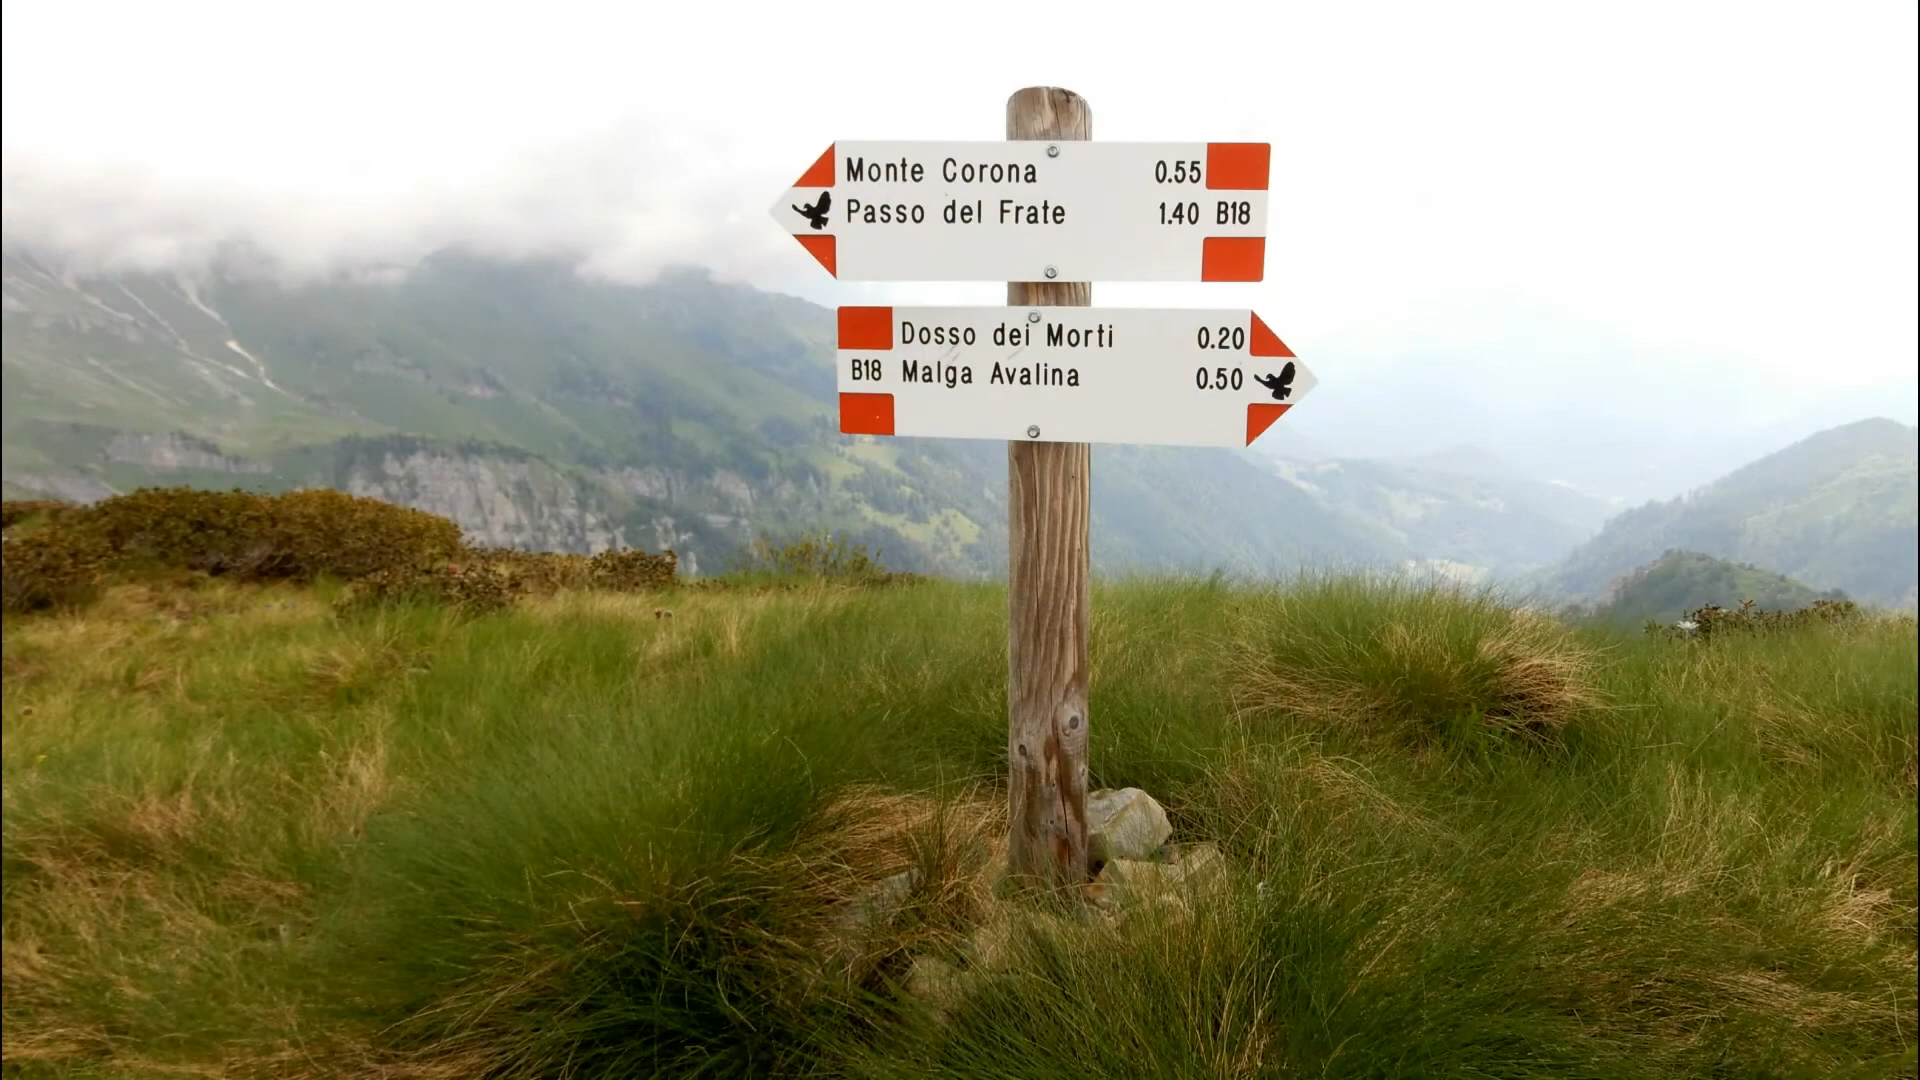 Monte Corona 0.55
Passo del Frate 1.40 B18
Dosso dei Morti 0.20
B18 Malga Avalina 0.50